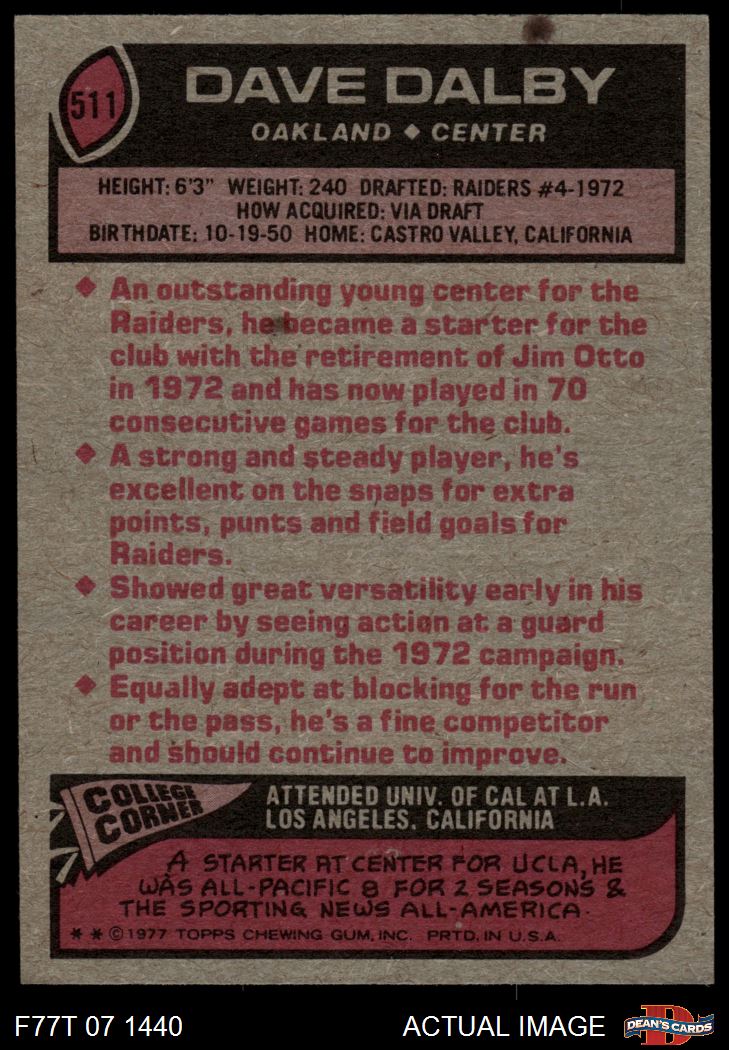 511
DAVE DALBY
OAKLAND ◆ CENTER
HEIGHT: 6'3" WEIGHT: 240 DRAFTED: RAIDERS #4-1972
HOW ACQUIRED: VIA DRAFT
BIRTHDATE: 10-19-50 HOME: CASTRO VALLEY, CALIFORNIA
◆ An outstanding young center for the
Raiders, he became a starter for the
club with the retirement of Jim Otto
in 1972 and has now played in 70
consecutive games for the club.
◆ A strong and steady player, he's
excellent on the snaps for extra
points, punts and field goals for
Raiders.
◆ Showed great versatility early in his
career by seeing action at a guard
position during the 1972 campaign.
◆ Equally adept at blocking for the run
or the pass, he's a fine competitor
and should continue to improve.
COLLEGE
CORNER
ATTENDED UNIV. OF CAL AT L.A.
LOS ANGELES, CALIFORNIA
A STARTER AT CENTER FOR UCLA, HE
WAS ALL-PACIFIC 8 FOR 2 SEASONS &
THE SPORTING NEWS ALL-AMERICA.
* * © 1977 TOPPS CHEWING GUM, INC. PRTD. IN U.S.A.
F77T 07 1440
ACTUAL IMAGE
D
DEAN'S CARDS